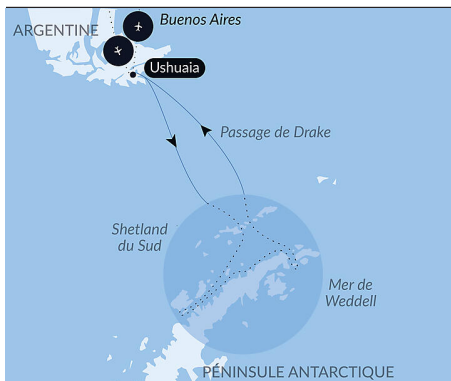 Buenos Aires
ARGENTINE
Ushuaia
Passage de Drake
Shetland
du Sud
Mer de
Weddell
PÉNINSULE ANTARCTIQUE